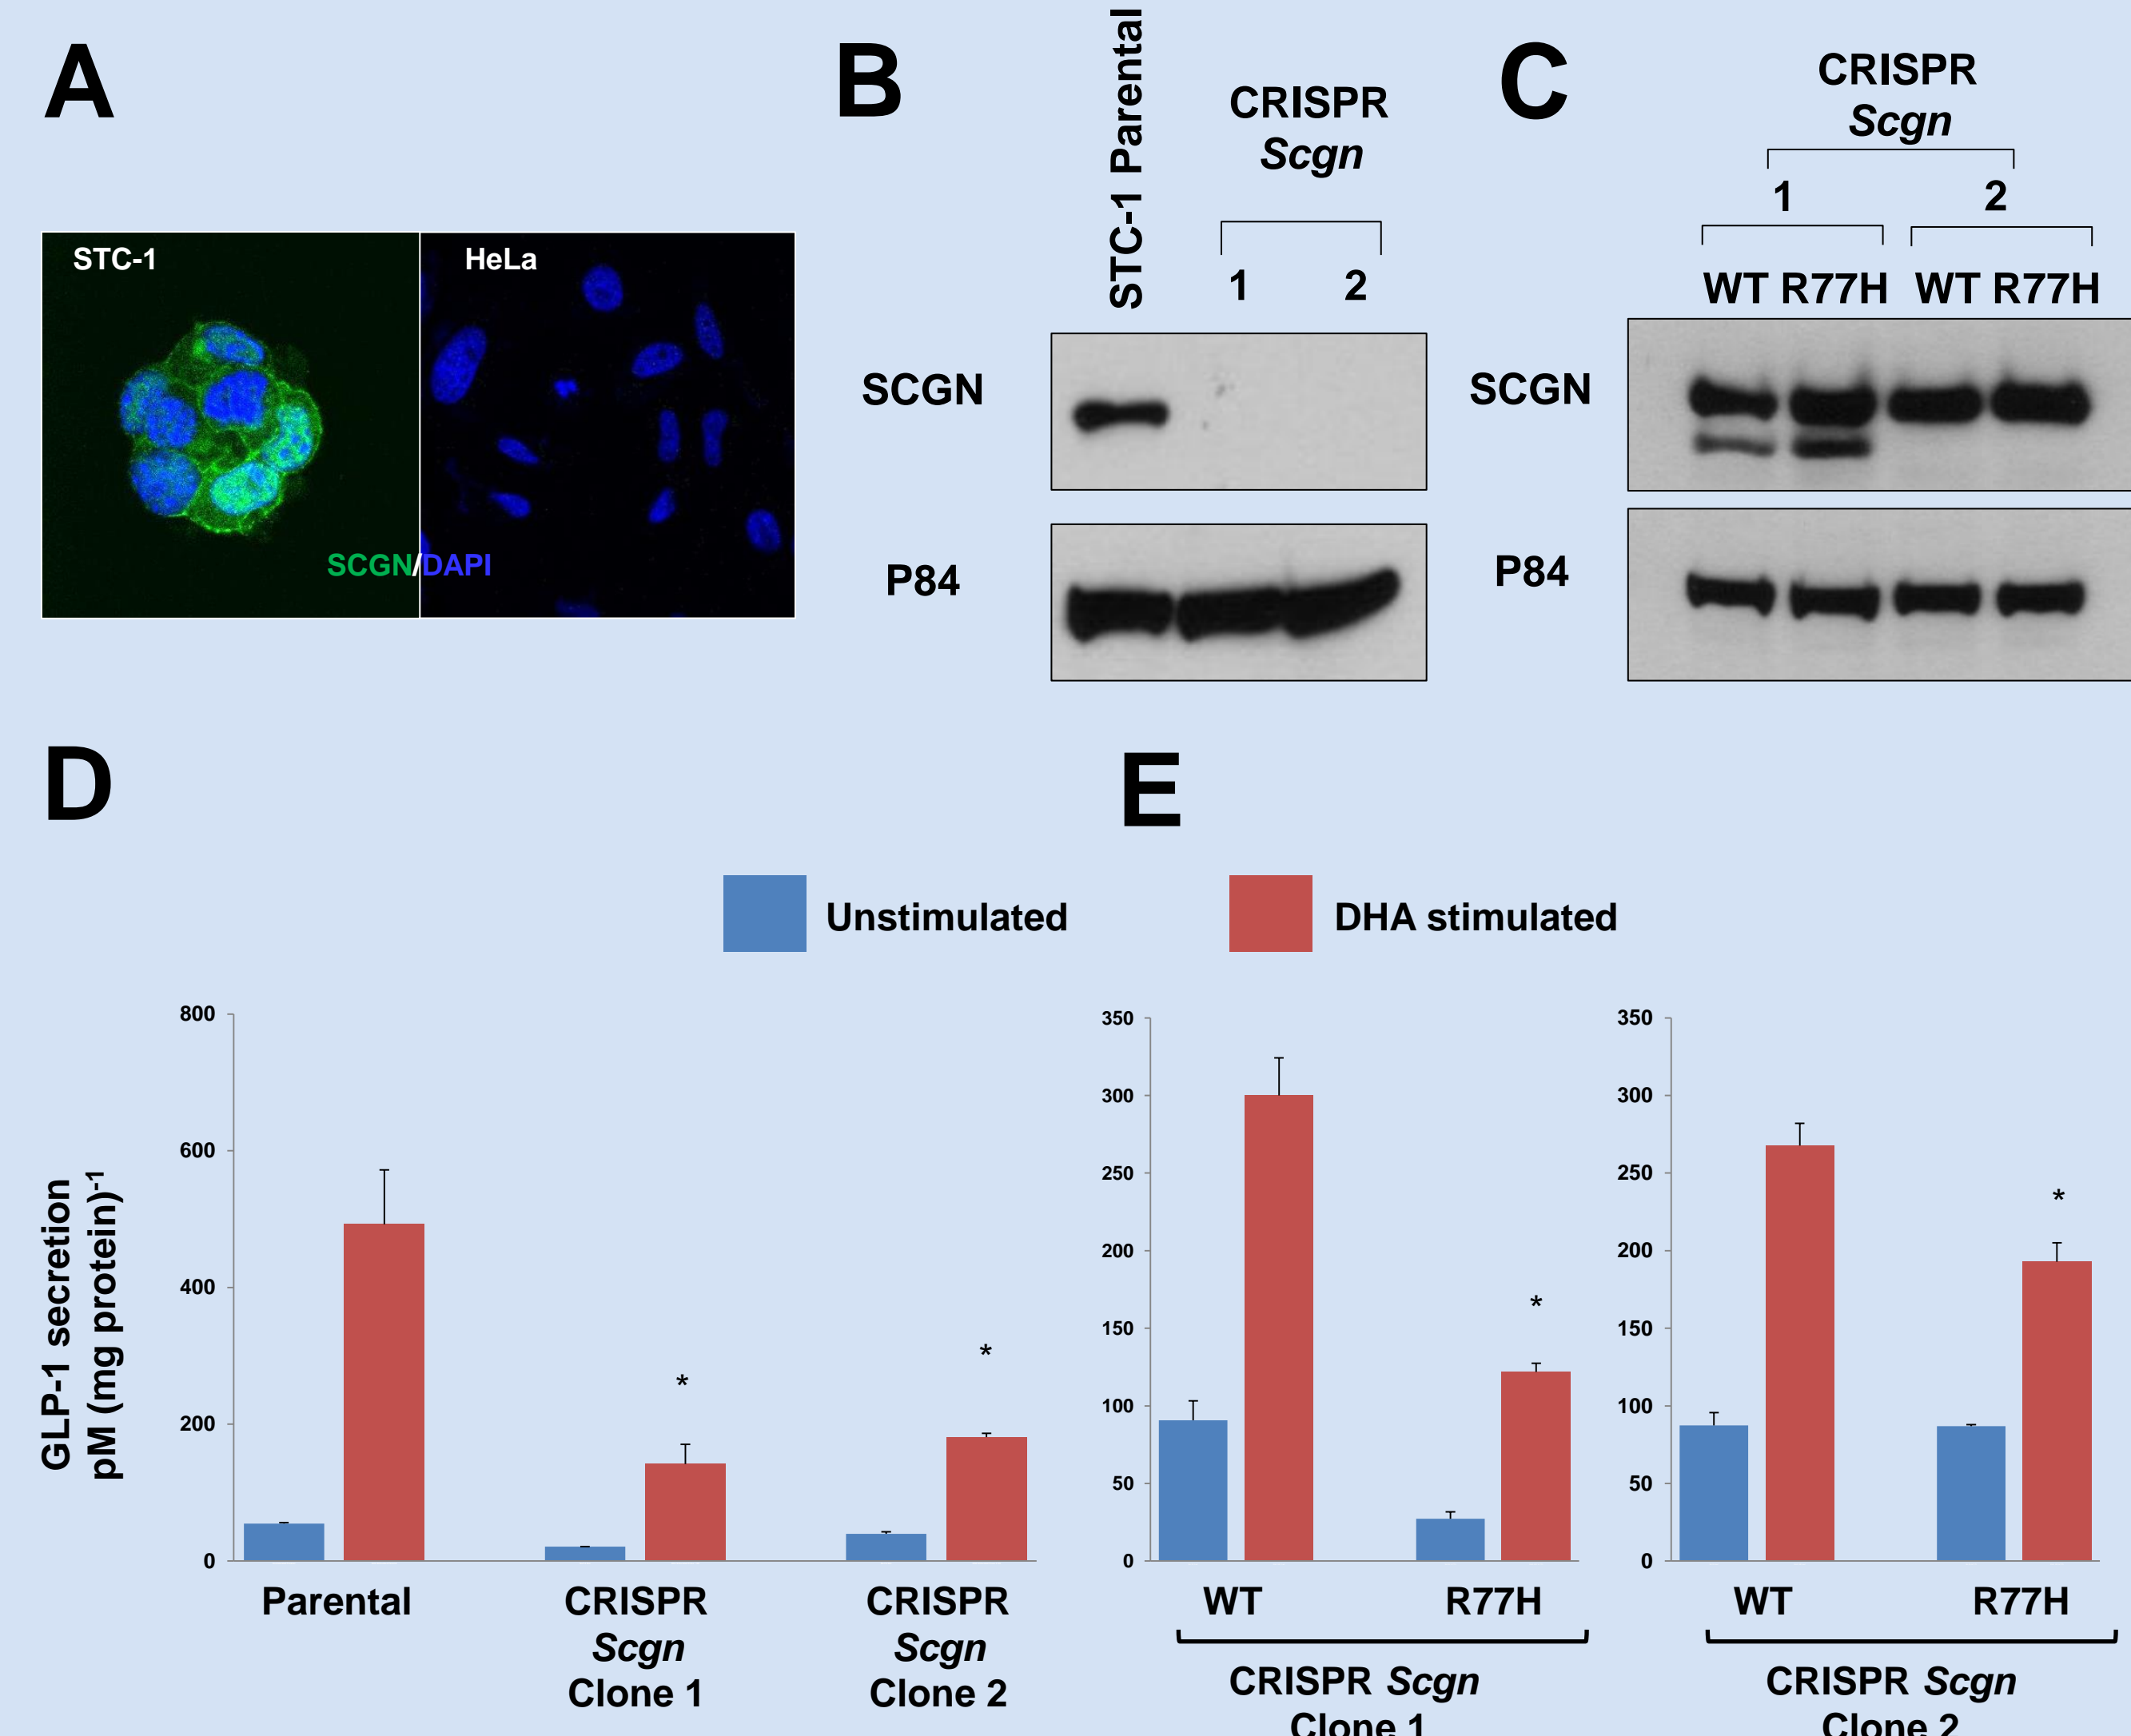 A
STC-1
HeLa
SCGN/DAPI
B
STC-1 Parental
CRISPR
Scgn
1 2
SCGN
P84
C
CRISPR
Scgn
1 2
WT R77H WT R77H
SCGN
P84
D
E
Unstimulated
DHA stimulated
GLP-1 secretion
pM (mg protein)⁻¹
800
600
400
200
0
*
*
Parental
CRISPR
Scgn
Clone 1
CRISPR
Scgn
Clone 2
350
300
250
200
150
100
50
0
*
WT R77H
CRISPR Scgn
Clone 1
350
300
250
200
150
100
50
0
*
WT R77H
CRISPR Scgn
Clone 2